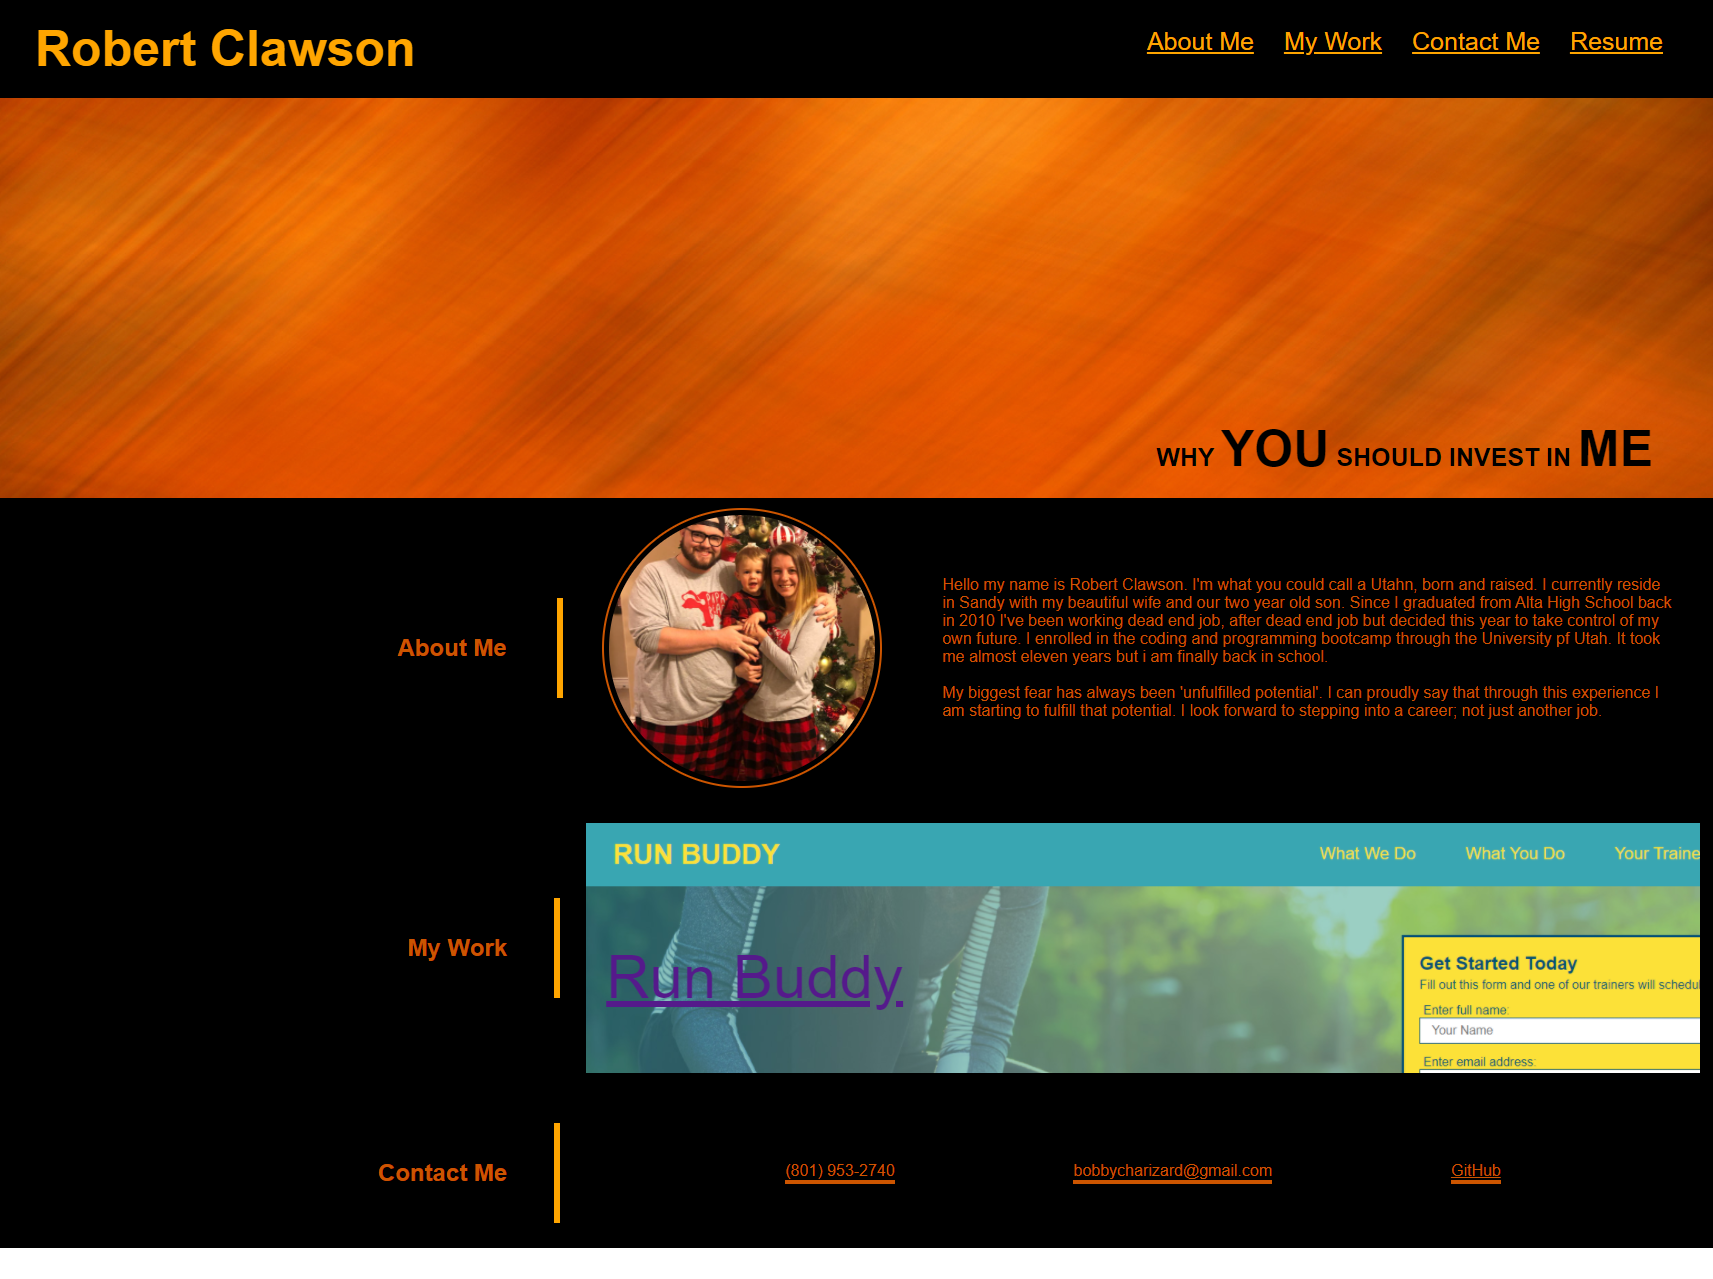 Robert Clawson
About Me My Work Contact Me Resume
WHY YOU SHOULD INVEST IN ME
About Me
Hello my name is Robert Clawson. I'm what you could call a Utahn, born and raised. I currently reside
in Sandy with my beautiful wife and our two year old son. Since I graduated from Alta High School back
in 2010 I've been working dead end job, after dead end job but decided this year to take control of my
own future. I enrolled in the coding and programming bootcamp through the University pf Utah. It took
me almost eleven years but i am finally back in school.
My biggest fear has always been 'unfulfilled potential'. I can proudly say that through this experience I
am starting to fulfill that potential. I look forward to stepping into a career; not just another job.
My Work
RUN BUDDY
What We Do What You Do Your Traine
Run Buddy
Get Started Today
Fill out this form and one of our trainers will schedul
Enter full name:
Your Name
Enter email address:
Contact Me
(801) 953-2740 bobbycharizard@gmail.com GitHub